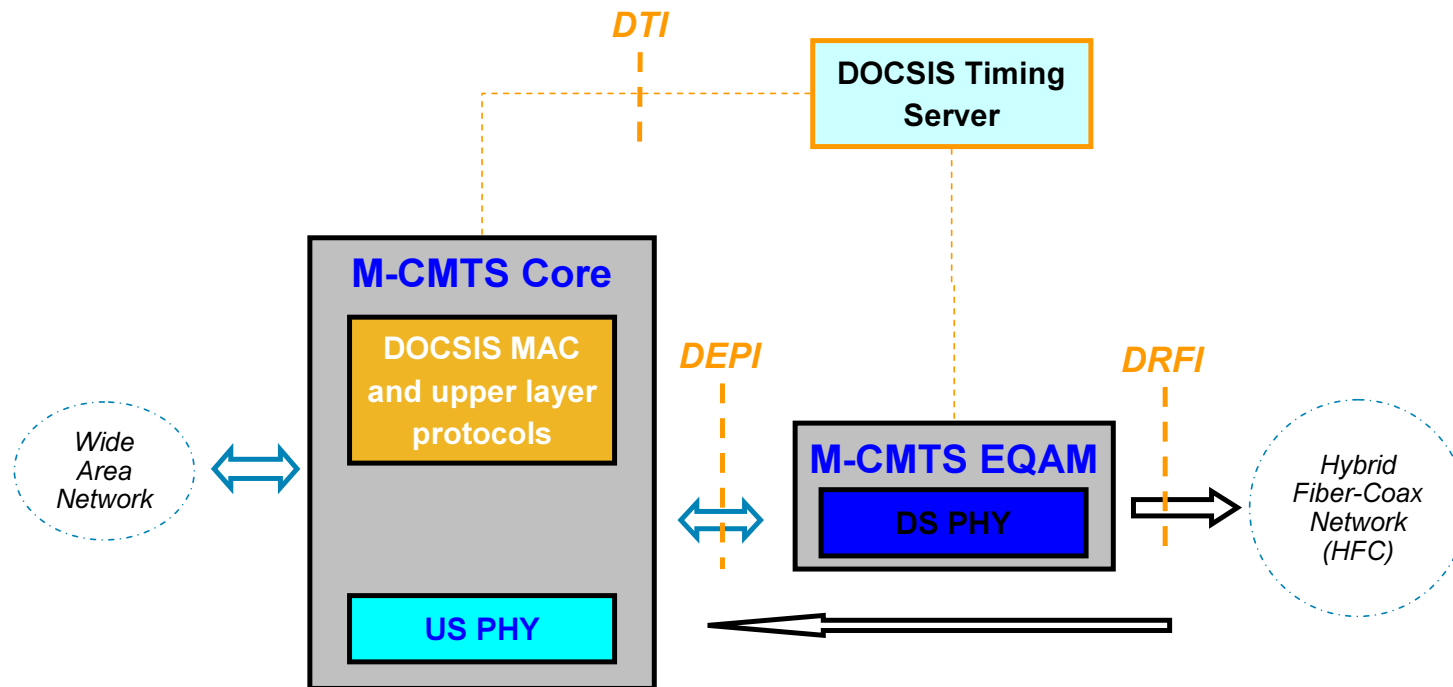 DTI
DOCSIS Timing
Server
M-CMTS Core
DOCSIS MAC
and upper layer
protocols
US PHY
DEPI
DRFI
Wide
Area
Network
M-CMTS EQAM
DS PHY
Hybrid
Fiber-Coax
Network
(HFC)